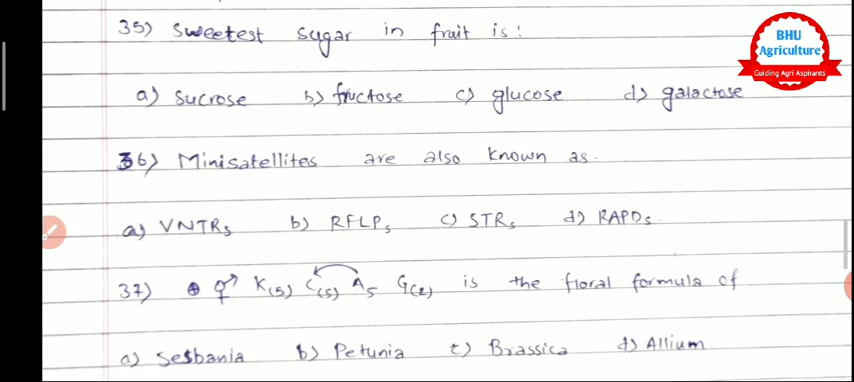 35) Sweetest sugar in fruit is:
BHU
Agriculture
Guiding Agri Aspirants
a) Sucrose b) fructose c) glucose d) galactose
36) Minisatellites are also known as.
a) VNTRs b) RFLPs c) STRs d) RAPDs.
37) ⊕ ⚥ K(5) C(5) A5 G(2) is the floral formula of
a) Sesbania b) Petunia c) Brassica d) Allium